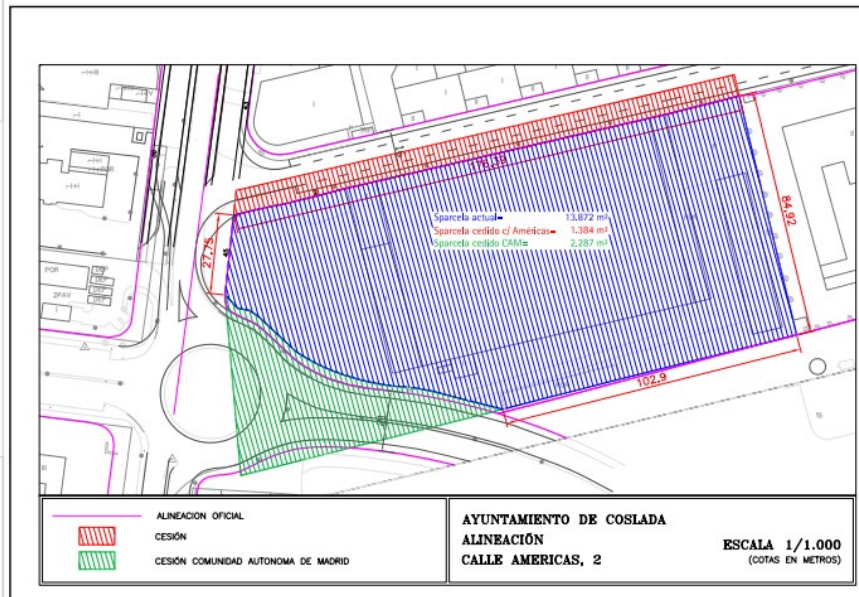 176,39
Sparcela actual= 13.872 m²
Sparcela cedido c/ Américas= 1.384 m²
Sparcela cedido CAM= 2.287 m²
84,92
27,75
POR
2PAV
102,9
ALINEACION OFICIAL
CESIÓN
CESIÓN COMUNIDAD AUTONOMA DE MADRID
AYUNTAMIENTO DE COSLADA
ALINEACIÓN
CALLE AMERICAS, 2
ESCALA 1/1.000
(COTAS EN METROS)